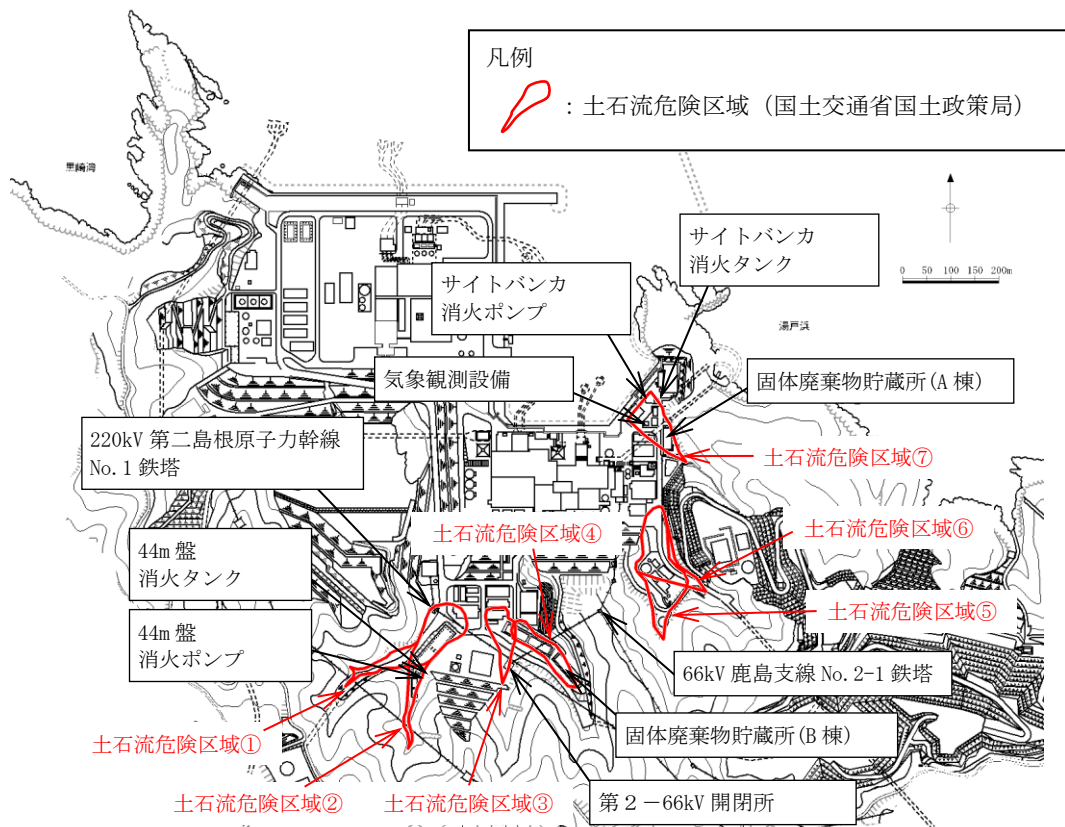 凡例
：土石流危険区域（国土交通省国土政策局）
黒崎湾
サイトバンカ
消火タンク
サイトバンカ
消火ポンプ
0 50 100 150 200m
湯戸浜
気象観測設備
固体廃棄物貯蔵所(A棟)
220kV 第二島根原子力幹線
No.1 鉄塔
土石流危険区域⑦
土石流危険区域④
土石流危険区域⑥
44m 盤
消火タンク
土石流危険区域⑤
44m 盤
消火ポンプ
66kV 鹿島支線 No.2-1 鉄塔
土石流危険区域①
固体廃棄物貯蔵所(B棟)
土石流危険区域②
土石流危険区域③
第２－66kV 開閉所